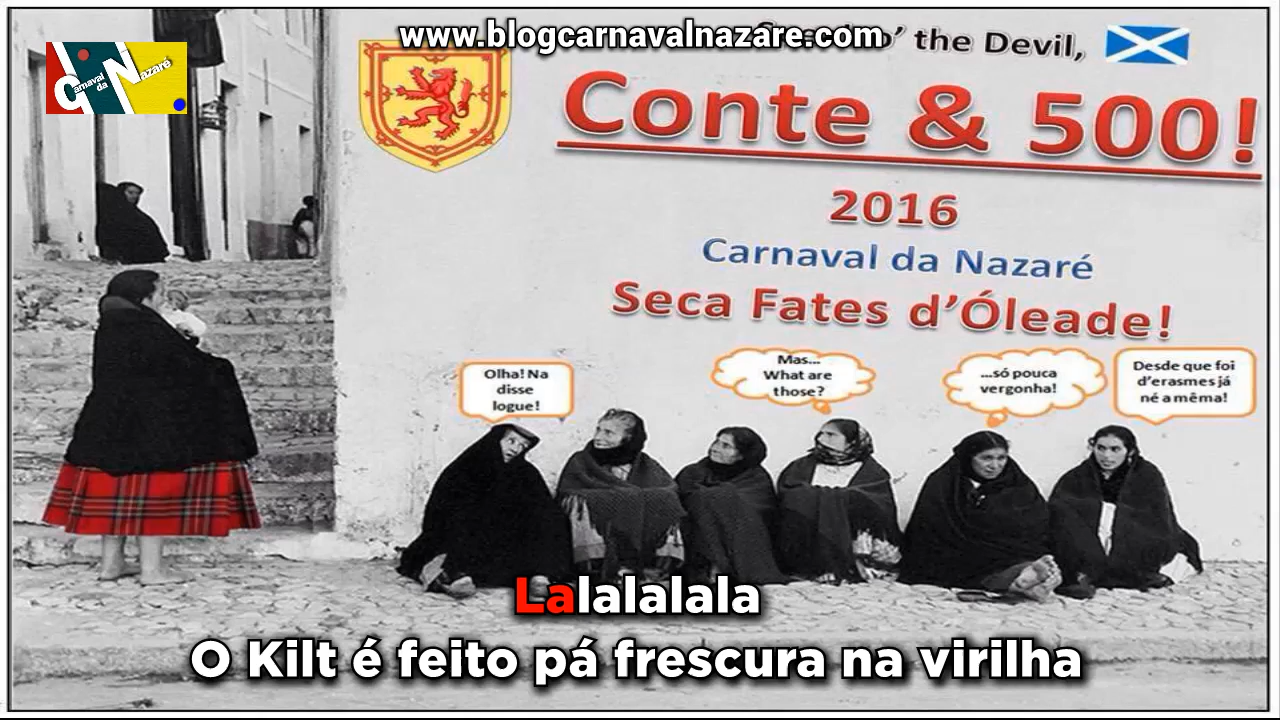 www.blogcarnavalnazare.com
Carnaval da Nazaré
o' the Devil,
Conte & 500!
2016
Carnaval da Nazaré
Seca Fates d'Óleade!
Olha! Na
disse
logue!
Mas...
What are
those?
...só pouca
vergonha!
Desde que foi
d'erasmes já
né a mêma!
Lalalalala
O Kilt é feito pá frescura na virilha